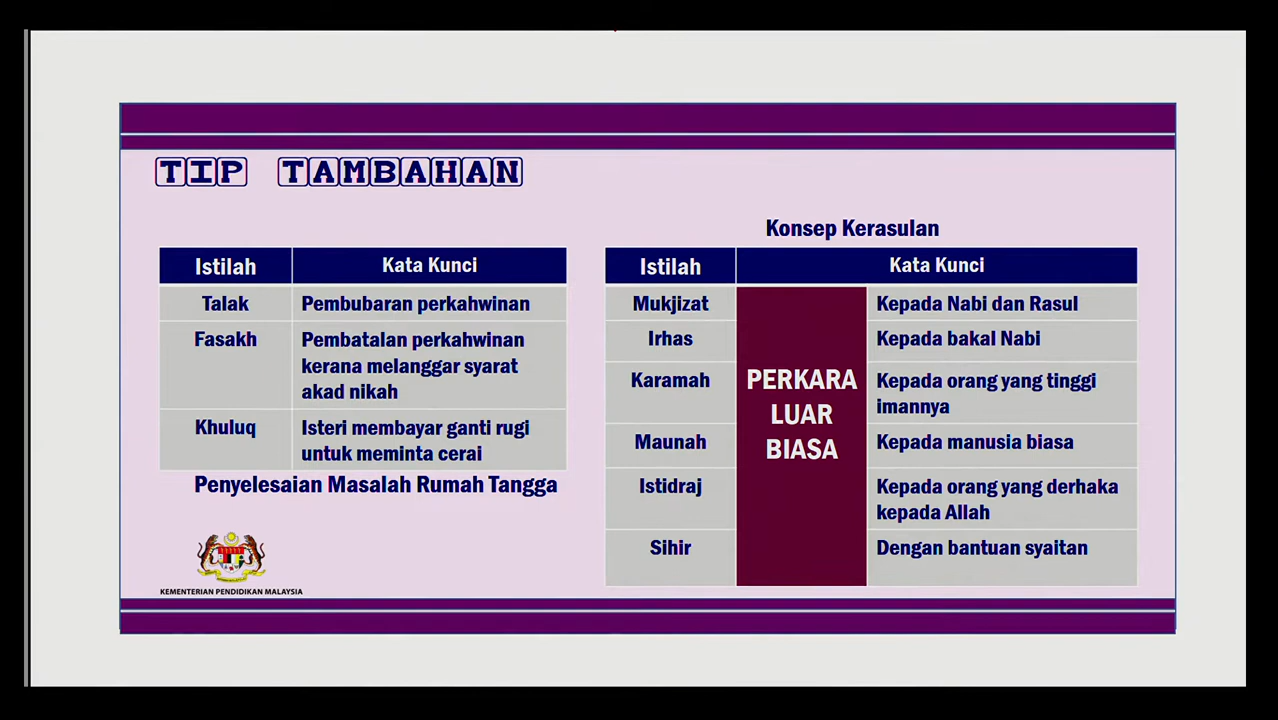 TIP TAMBAHAN
Istilah Kata Kunci
Talak Pembubaran perkahwinan
Fasakh Pembatalan perkahwinan
kerana melanggar syarat
akad nikah
Khuluq Isteri membayar ganti rugi
untuk meminta cerai
Penyelesaian Masalah Rumah Tangga
KEMENTERIAN PENDIDIKAN MALAYSIA
Konsep Kerasulan
Istilah Kata Kunci
Mukjizat Kepada Nabi dan Rasul
Irhas Kepada bakal Nabi
Karamah Kepada orang yang tinggi
imannya
Maunah Kepada manusia biasa
Istidraj Kepada orang yang derhaka
kepada Allah
Sihir Dengan bantuan syaitan
PERKARA
LUAR
BIASA